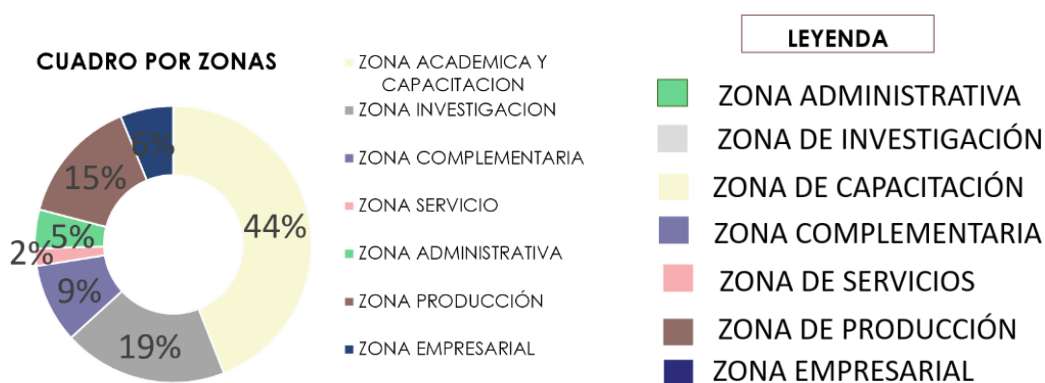 CUADRO POR ZONAS
6%
15%
44%
5%
2%
9%
19%
ZONA ACADEMICA Y
CAPACITACION
ZONA INVESTIGACION
ZONA COMPLEMENTARIA
ZONA SERVICIO
ZONA ADMINISTRATIVA
ZONA PRODUCCIÓN
ZONA EMPRESARIAL
LEYENDA
ZONA ADMINISTRATIVA
ZONA DE INVESTIGACIÓN
ZONA DE CAPACITACIÓN
ZONA COMPLEMENTARIA
ZONA DE SERVICIOS
ZONA DE PRODUCCIÓN
ZONA EMPRESARIAL